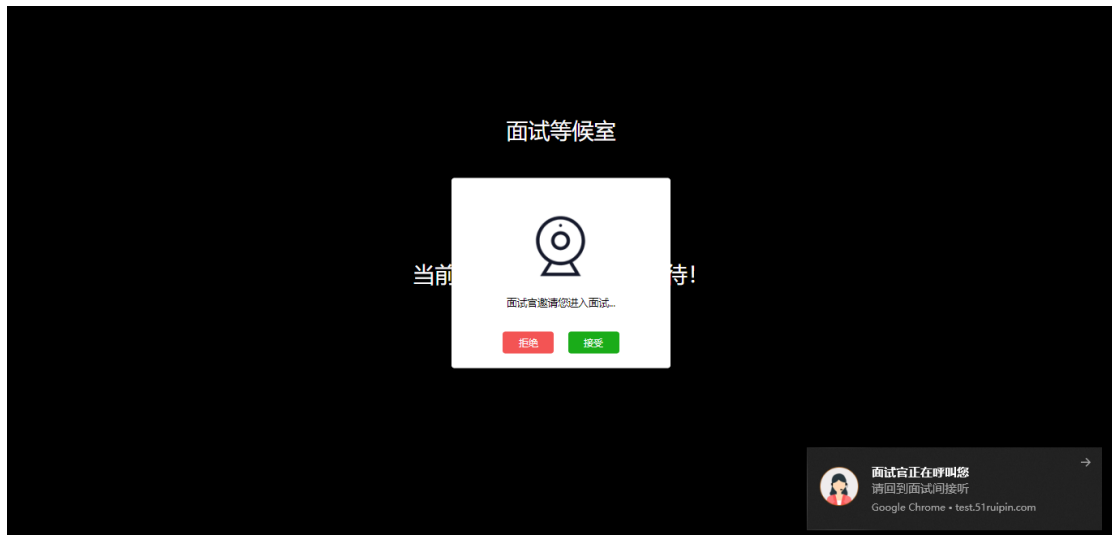 面试等候室
当前
待！
面试官邀请您进入面试...
拒绝
接受
面试官正在呼叫您
请回到面试间接听
Google Chrome • test.51ruipin.com